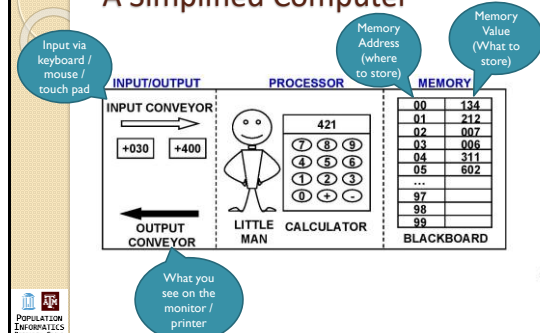 A Simplified Computer
Input via
keyboard /
mouse /
touch pad
Memory
Address
(where
to store)
Memory
Value
(What to
store)
INPUT/OUTPUT
PROCESSOR
MEMORY
INPUT CONVEYOR
+030 +400
OUTPUT
CONVEYOR
421
7 8 9
4 5 6
1 2 3
0 + -
LITTLE
MAN
CALCULATOR
00 134
01 212
02 007
03 006
04 311
05 602
...
97
98
99
BLACKBOARD
What you
see on the
monitor /
printer
ATM
POPULATION
INFORMATICS